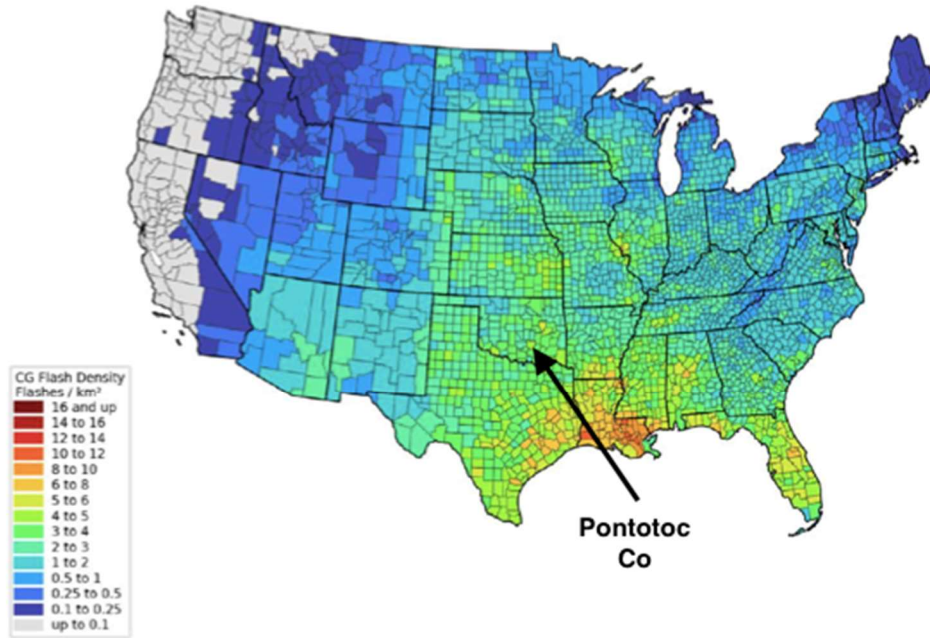 CG Flash Density
Flashes / km²
16 and up
14 to 16
12 to 14
10 to 12
8 to 10
6 to 8
5 to 6
4 to 5
3 to 4
2 to 3
1 to 2
0.5 to 1
0.25 to 0.5
0.1 to 0.25
up to 0.1
Pontotoc
Co